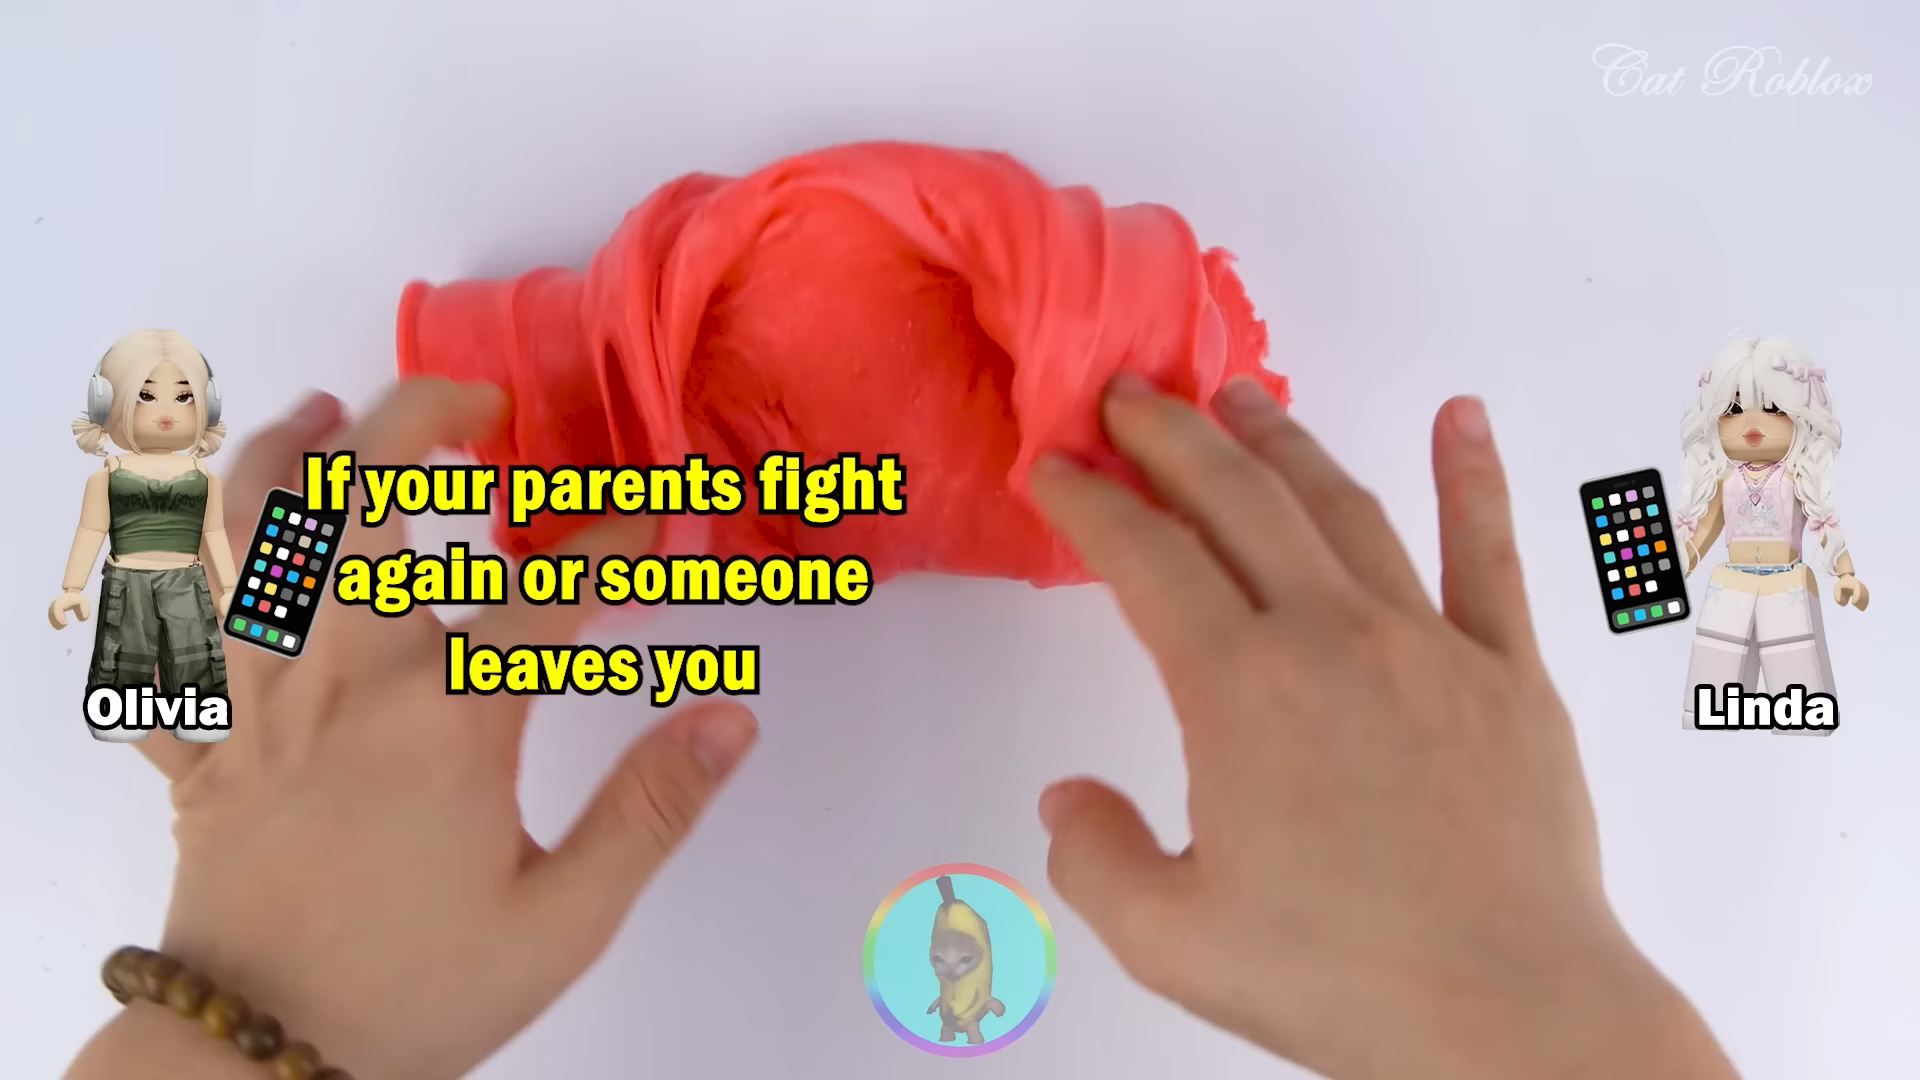 Cat Roblox
If your parents fight
again or someone
leaves you
Olivia
Linda